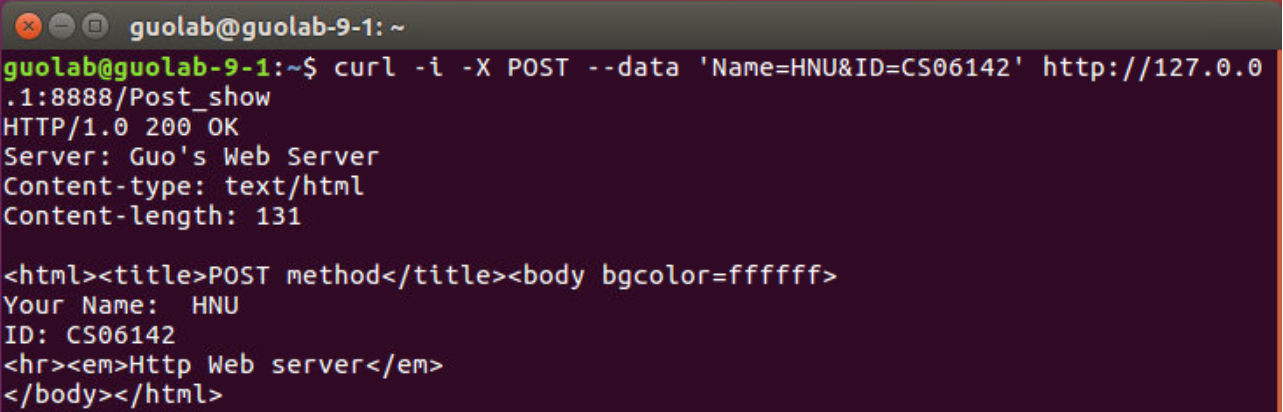 guolab@guolab-9-1: ~
guolab@guolab-9-1:~$ curl -i -X POST --data 'Name=HNU&ID=CS06142' http://127.0.0
.1:8888/Post_show
HTTP/1.0 200 OK
Server: Guo's Web Server
Content-type: text/html
Content-length: 131
<html><title>POST method</title><body bgcolor=ffffff>
Your Name:  HNU
ID: CS06142
<hr><em>Http Web server</em>
</body></html>